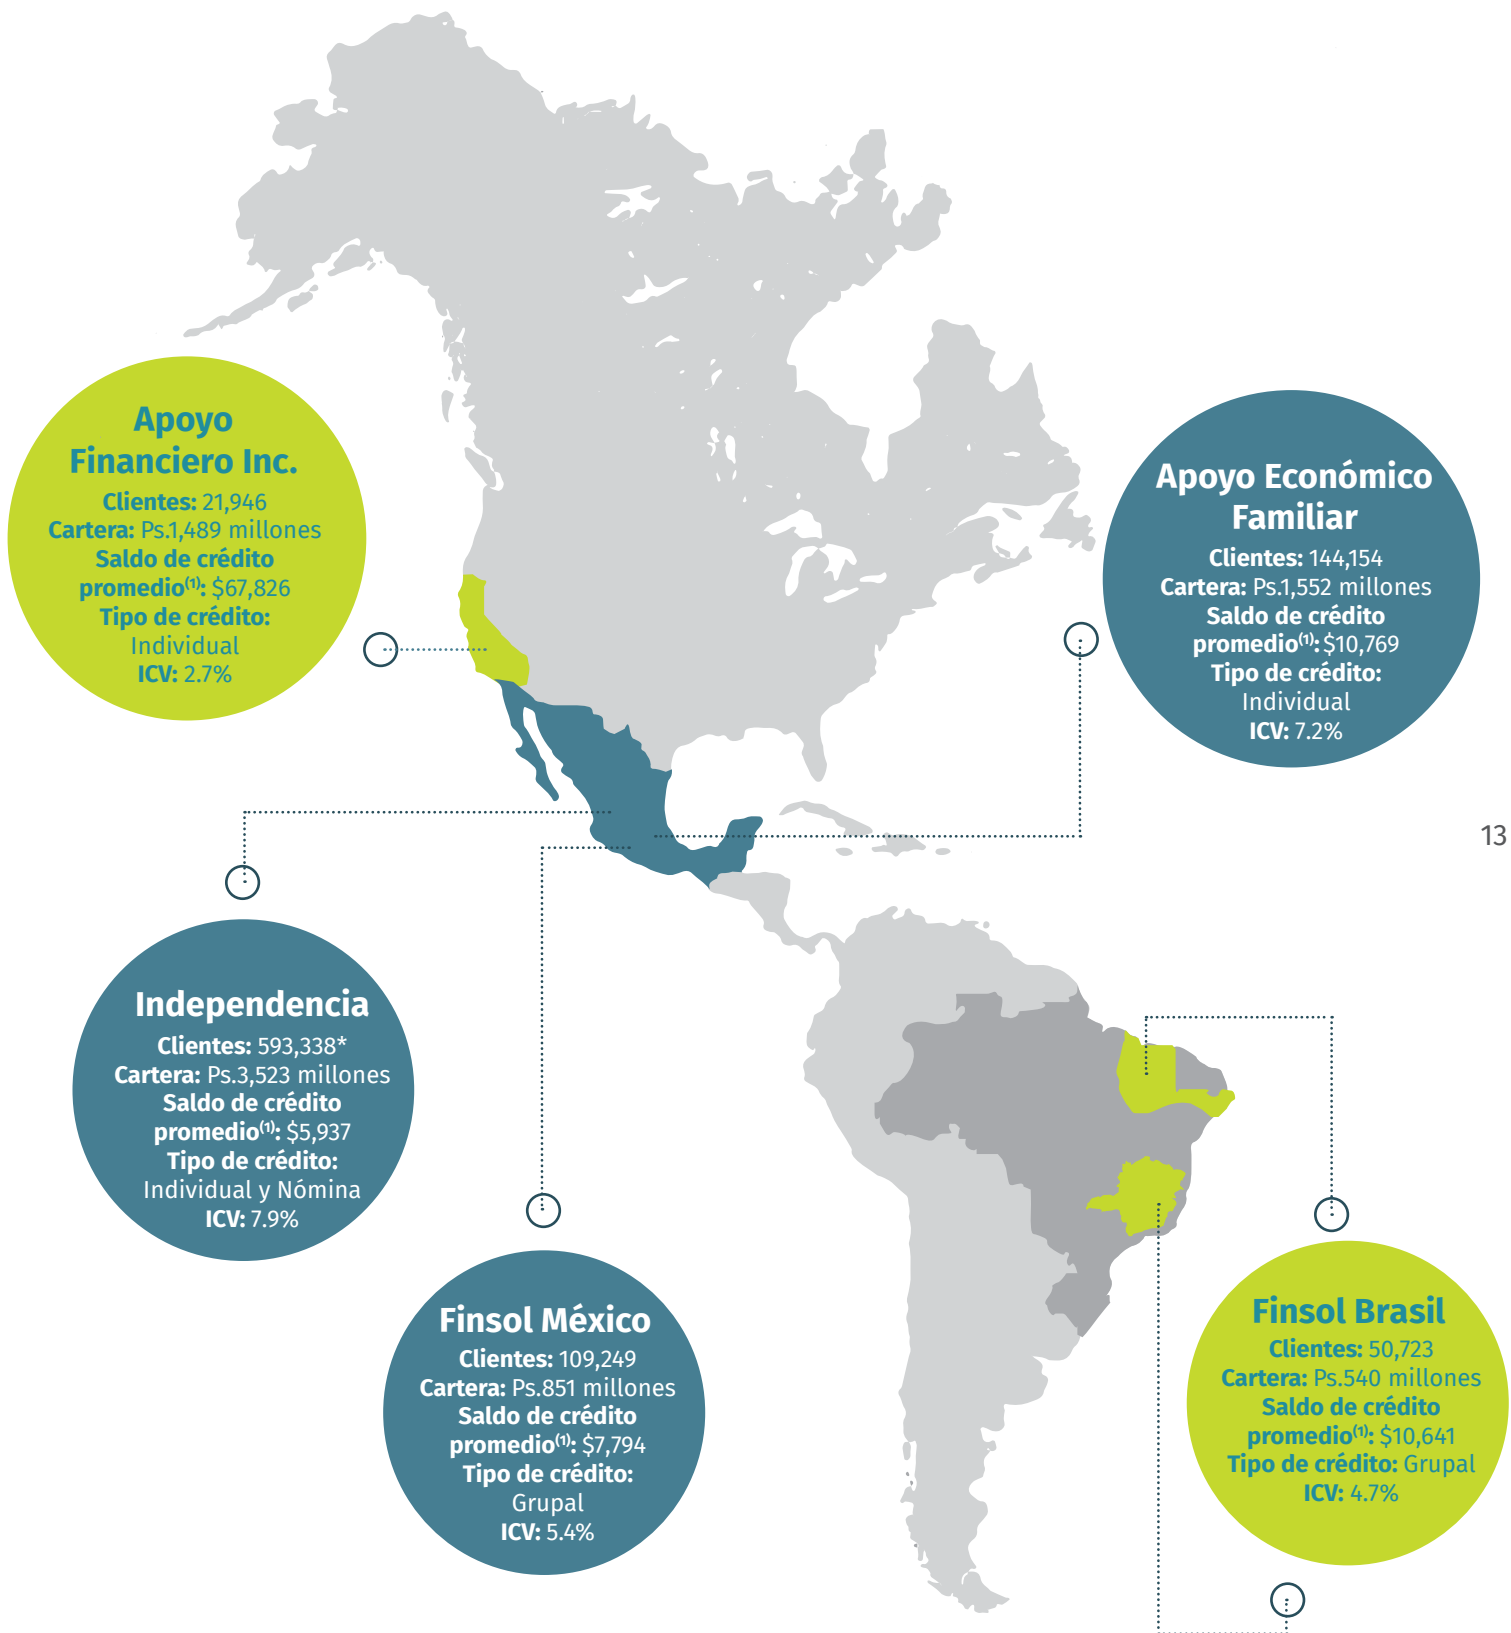 Apoyo
Financiero Inc.
Clientes: 21,946
Cartera: Ps.1,489 millones
Saldo de crédito
promedio(1): $67,826
Tipo de crédito:
Individual
ICV: 2.7%
Apoyo Económico
Familiar
Clientes: 144,154
Cartera: Ps.1,552 millones
Saldo de crédito
promedio(1): $10,769
Tipo de crédito:
Individual
ICV: 7.2%
13
Independencia
Clientes: 593,338*
Cartera: Ps.3,523 millones
Saldo de crédito
promedio(1): $5,937
Tipo de crédito:
Individual y Nómina
ICV: 7.9%
Finsol México
Clientes: 109,249
Cartera: Ps.851 millones
Saldo de crédito
promedio(1): $7,794
Tipo de crédito:
Grupal
ICV: 5.4%
Finsol Brasil
Clientes: 50,723
Cartera: Ps.540 millones
Saldo de crédito
promedio(1): $10,641
Tipo de crédito: Grupal
ICV: 4.7%